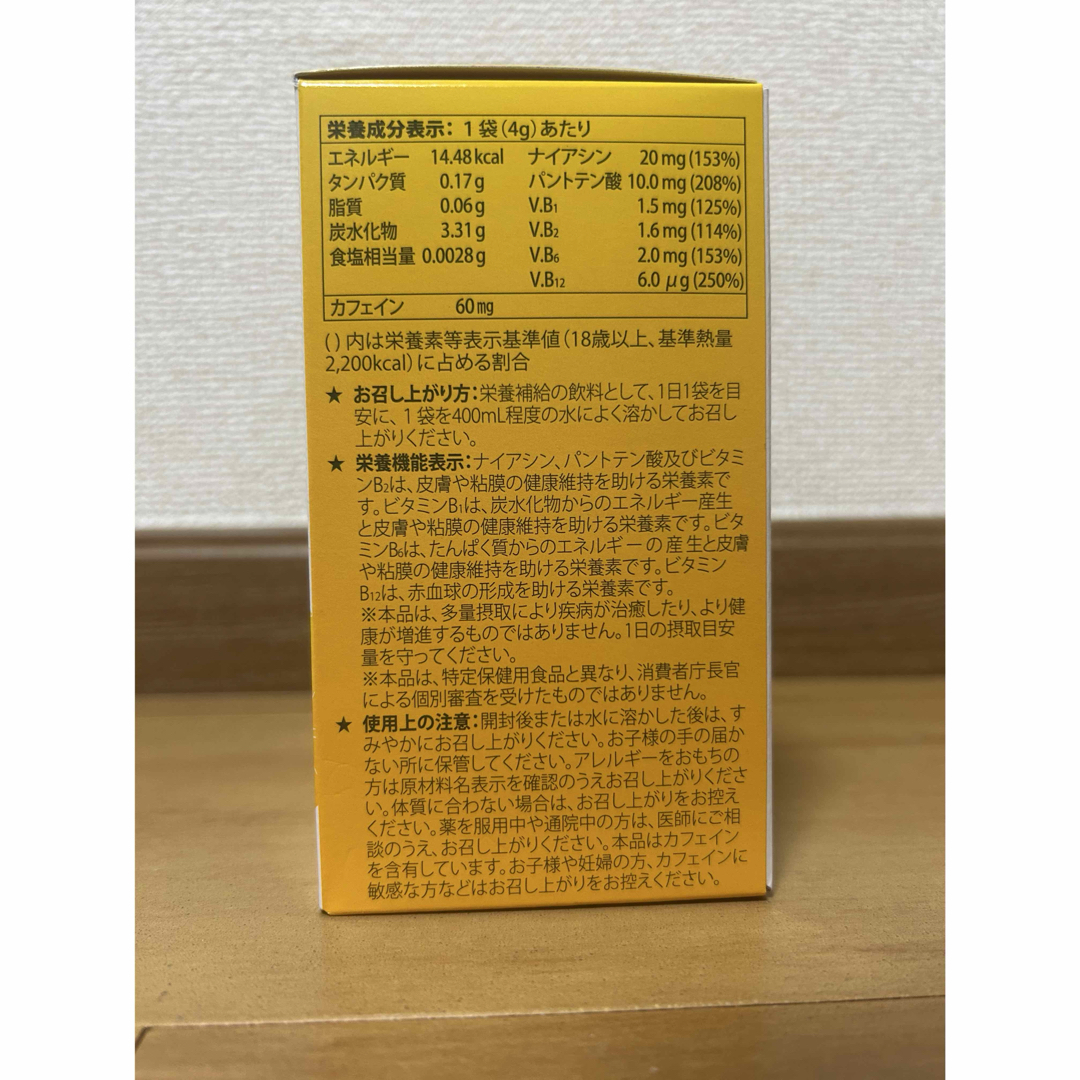 栄養成分表示：1袋(4g)あたり
エネルギー 14.48kcal ナイアシン 20mg(153%)
タンパク質 0.17g パントテン酸 10.0mg(208%)
脂質 0.06g V.B1 1.5mg(125%)
炭水化物 3.31g V.B2 1.6mg(114%)
食塩相当量 0.0028g V.B6 2.0mg(153%)
V.B12 6.0μg(250%)
カフェイン 60mg
()内は栄養素等表示基準値(18歳以上、基準熱量
2,200kcal)に占める割合
★ お召し上がり方：栄養補給の飲料として、1日1袋を目
安に、1袋を400mL程度の水によく溶かしてお召し
上がりください。
★ 栄養機能表示：ナイアシン、パントテン酸及びビタミ
ンB2は、皮膚や粘膜の健康維持を助ける栄養素で
す。ビタミンB1は、炭水化物からのエネルギー産生
と皮膚や粘膜の健康維持を助ける栄養素です。ビタ
ミンB6は、たんぱく質からのエネルギーの産生と皮膚
や粘膜の健康維持を助ける栄養素です。ビタミン
B12は、赤血球の形成を助ける栄養素です。
※本品は、多量摂取により疾病が治癒したり、より健
康が増進するものではありません。1日の摂取目安
量を守ってください。
※本品は、特定保健用食品と異なり、消費者庁長官
による個別審査を受けたものではありません。
★ 使用上の注意：開封後または水に溶かした後は、す
みやかにお召し上がりください。お子様の手の届か
ない所に保管してください。アレルギーをおもちの
方は原材料名表示を確認のうえお召し上がりくださ
い。体質に合わない場合は、お召し上がりをお控え
ください。薬を服用中や通院中の方は、医師にご相
談のうえ、お召し上がりください。本品はカフェイン
を含有しています。お子様や妊婦の方、カフェインに
敏感な方などはお召し上がりをお控えください。